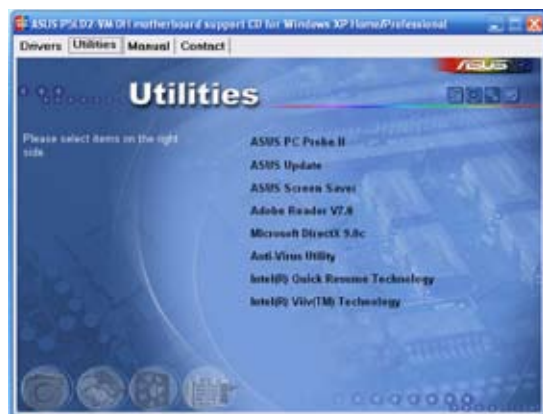 ASUS P5LD2-VM DH motherboard support CD for Windows XP Home/Professional
Drivers Utilities Manual Contact
ASUS
Utilities
Please select items on the right
side.
ASUS PC Probe II
ASUS Update
ASUS Screen Saver
Adobe Reader V7.0
Microsoft DirectX 9.0c
Anti-Virus Utility
Intel(R) Quick Resume Technology
Intel(R) Viiv(TM) Technology